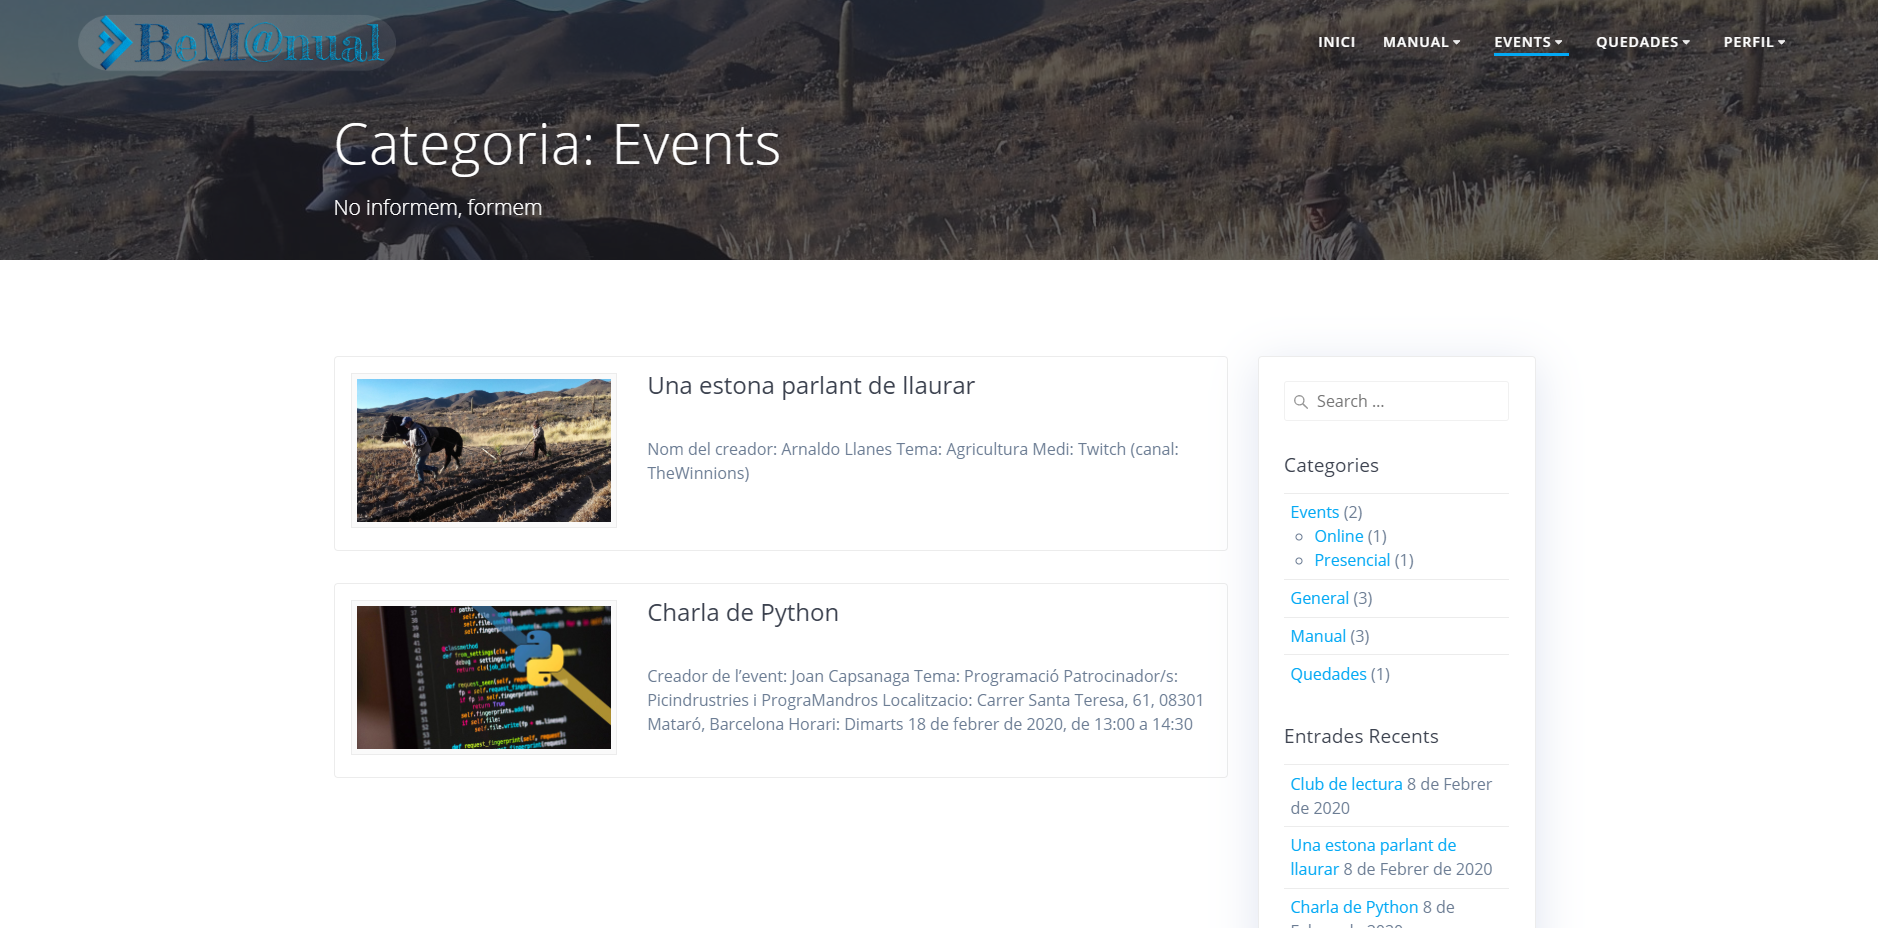 BeM@nual
INICI
MANUAL
EVENTS
QUEDADES
PERFIL
Categoria: Events
No informem, formem
Una estona parlant de llaurar
Nom del creador: Arnaldo Llanes Tema: Agricultura Medi: Twitch (canal:
TheWinnions)
Charla de Python
Creador de l’event: Joan Capsanaga Tema: Programació Patrocinador/s:
Picindrustries i PrograMandros Localitzacio: Carrer Santa Teresa, 61, 08301
Mataró, Barcelona Horari: Dimarts 18 de febrer de 2020, de 13:00 a 14:30
Search ...
Categories
Events (2)
Online (1)
Presencial (1)
General (3)
Manual (3)
Quedades (1)
Entrades Recents
Club de lectura 8 de Febrer
de 2020
Una estona parlant de
llaurar 8 de Febrer de 2020
Charla de Python 8 de